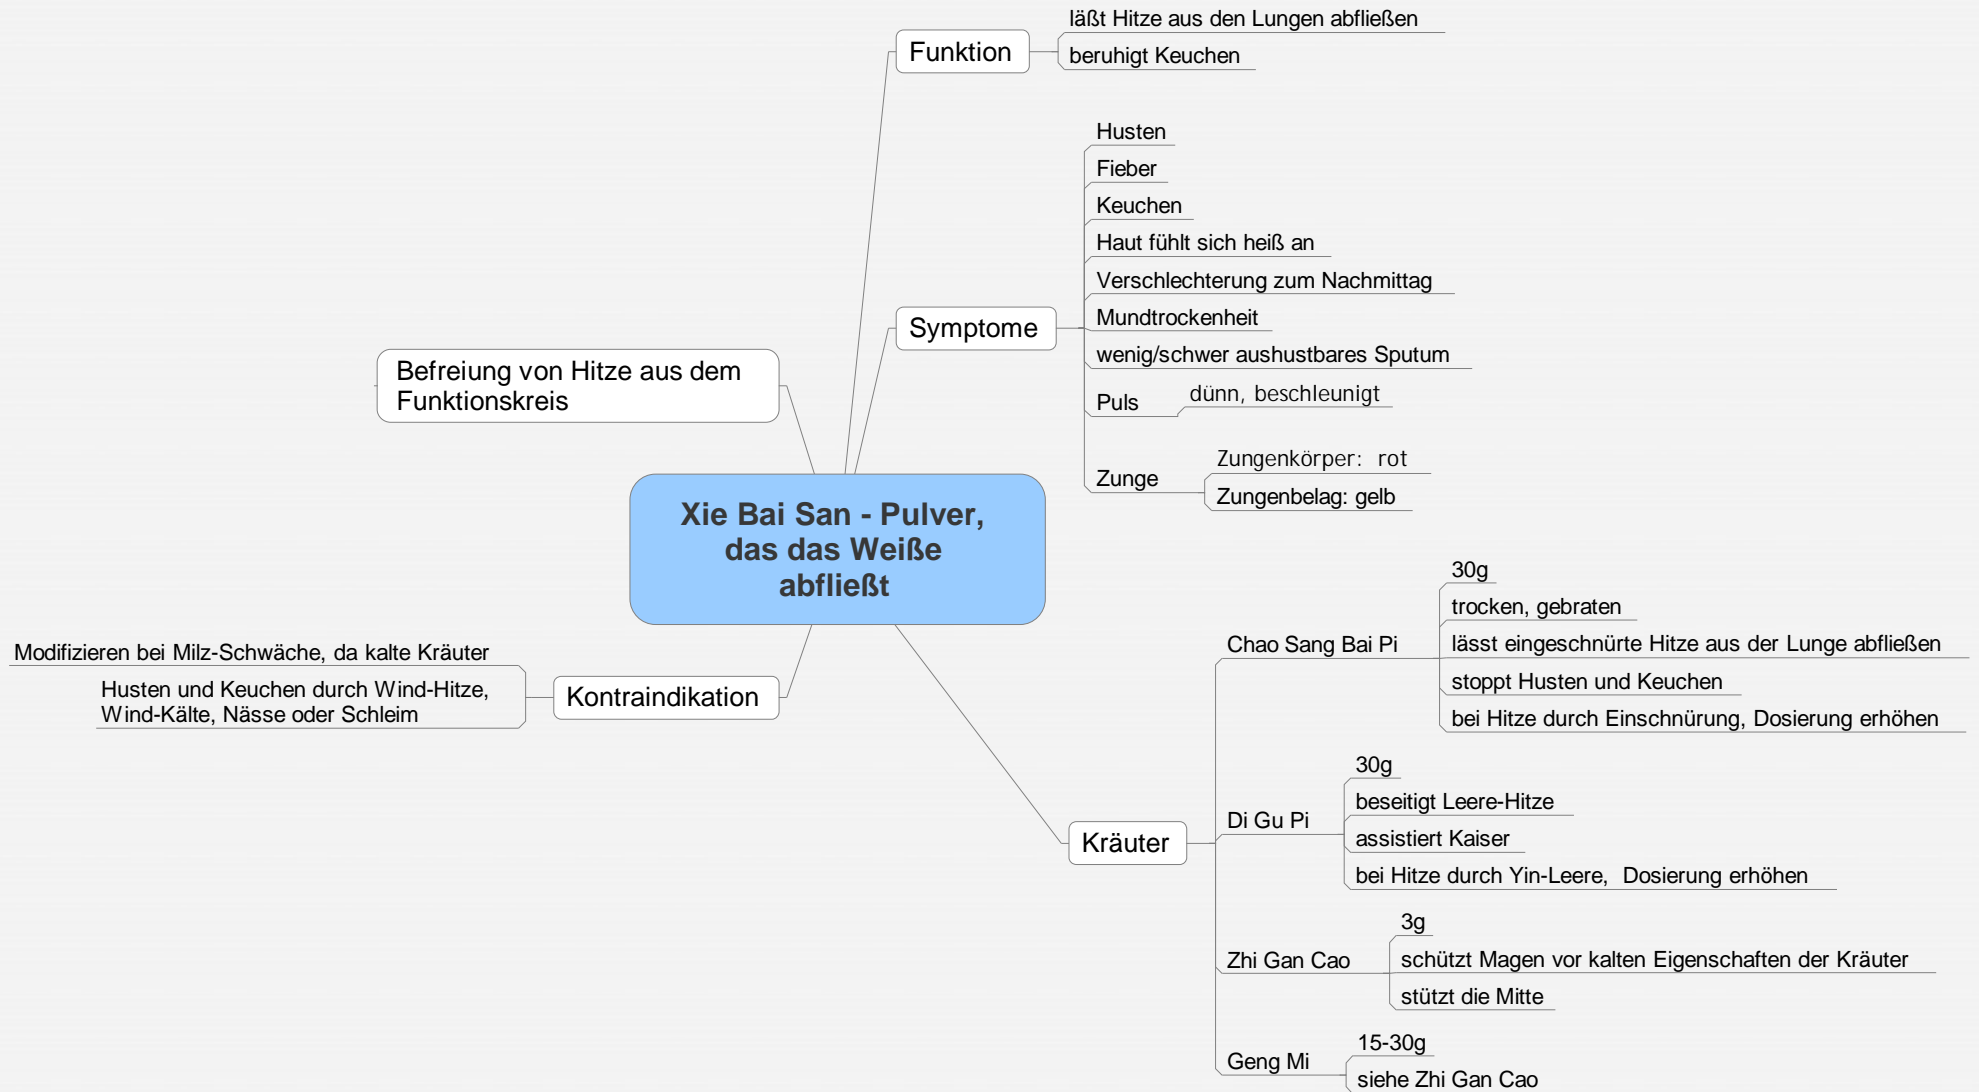 Funktion
läßt Hitze aus den Lungen abfließen
beruhigt Keuchen
Symptome
Husten
Fieber
Keuchen
Haut fühlt sich heiß an
Verschlechterung zum Nachmittag
Mundtrockenheit
wenig/schwer aushustbares Sputum
Puls
dünn, beschleunigt
Zunge
Zungenkörper: rot
Zungenbelag: gelb
Befreiung von Hitze aus dem
Funktionskreis
Xie Bai San - Pulver,
das das Weiße
abfließt
Kontraindikation
Modifizieren bei Milz-Schwäche, da kalte Kräuter
Husten und Keuchen durch Wind-Hitze,
Wind-Kälte, Nässe oder Schleim
Kräuter
Chao Sang Bai Pi
30g
trocken, gebraten
lässt eingeschnürte Hitze aus der Lunge abfließen
stoppt Husten und Keuchen
bei Hitze durch Einschnürung, Dosierung erhöhen
Di Gu Pi
30g
beseitigt Leere-Hitze
assistiert Kaiser
bei Hitze durch Yin-Leere, Dosierung erhöhen
Zhi Gan Cao
3g
schützt Magen vor kalten Eigenschaften der Kräuter
stützt die Mitte
Geng Mi
15-30g
siehe Zhi Gan Cao